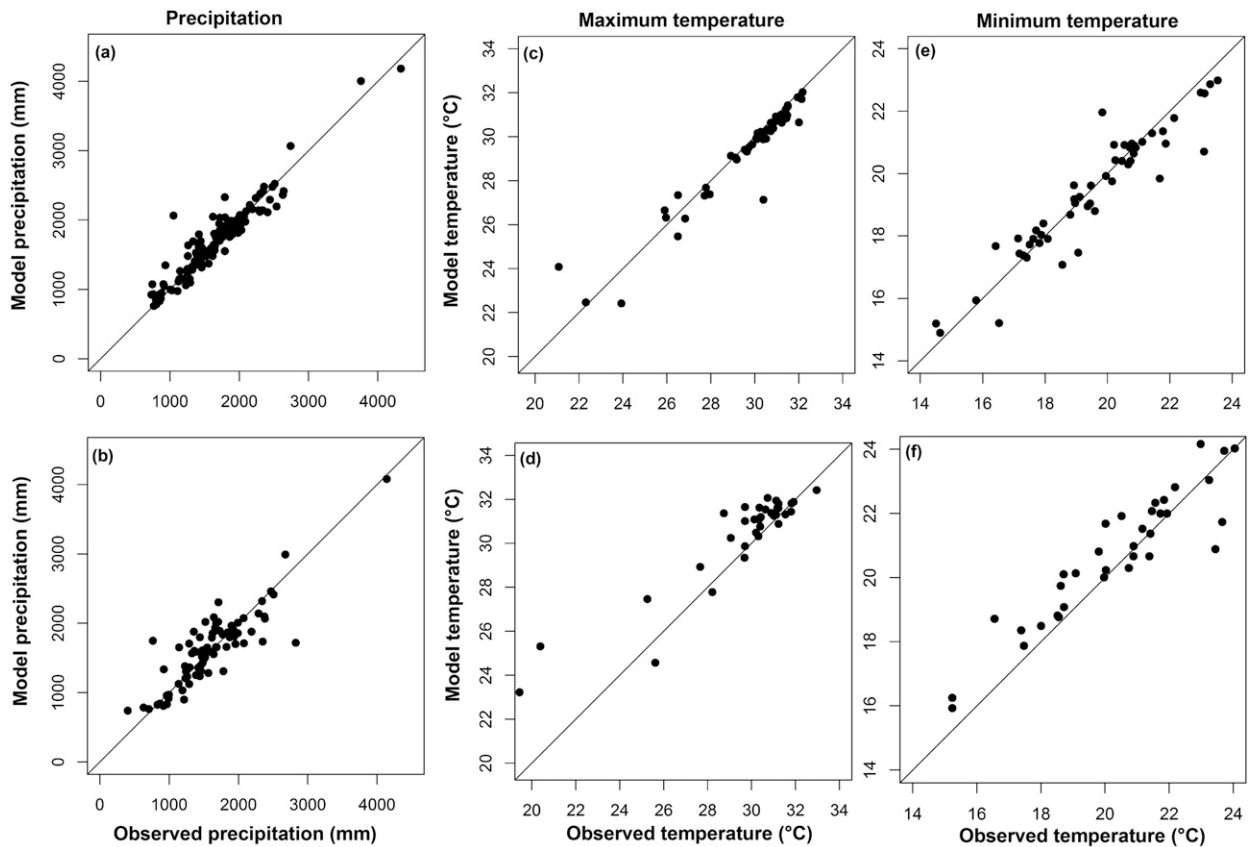 Precipitation
Maximum temperature
Minimum temperature
(a)
Model precipitation (mm)
0 1000 2000 3000 4000
0 1000 2000 3000 4000
(c)
Model temperature (°C)
20 22 24 26 28 30 32 34
20 22 24 26 28 30 32 34
(e)
14 16 18 20 22 24
14 16 18 20 22 24
(b)
Model precipitation (mm)
0 1000 2000 3000 4000
0 1000 2000 3000 4000
Observed precipitation (mm)
(d)
Model temperature (°C)
20 22 24 26 28 30 32 34
20 22 24 26 28 30 32 34
Observed temperature (°C)
(f)
14 16 18 20 22 24
14 16 18 20 22 24
Observed temperature (°C)